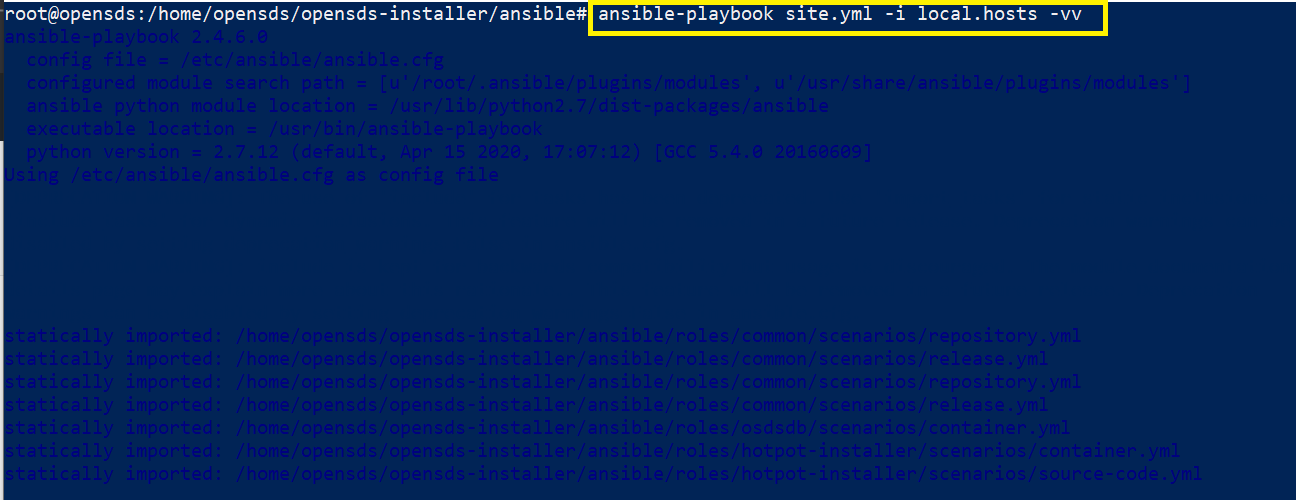 root@opensds:/home/opensds/opensds-installer/ansible# ansible-playbook site.yml -i local.hosts -vv
ansible-playbook 2.4.6.0
  config file = /etc/ansible/ansible.cfg
  configured module search path = [u'/root/.ansible/plugins/modules', u'/usr/share/ansible/plugins/modules']
  ansible python module location = /usr/lib/python2.7/dist-packages/ansible
  executable location = /usr/bin/ansible-playbook
  python version = 2.7.12 (default, Apr 15 2020, 17:07:12) [GCC 5.4.0 20160609]
Using /etc/ansible/ansible.cfg as config file
statically imported: /home/opensds/opensds-installer/ansible/roles/common/scenarios/repository.yml
statically imported: /home/opensds/opensds-installer/ansible/roles/common/scenarios/release.yml
statically imported: /home/opensds/opensds-installer/ansible/roles/common/scenarios/repository.yml
statically imported: /home/opensds/opensds-installer/ansible/roles/common/scenarios/release.yml
statically imported: /home/opensds/opensds-installer/ansible/roles/osdsdb/scenarios/container.yml
statically imported: /home/opensds/opensds-installer/ansible/roles/hotpot-installer/scenarios/container.yml
statically imported: /home/opensds/opensds-installer/ansible/roles/hotpot-installer/scenarios/source-code.yml